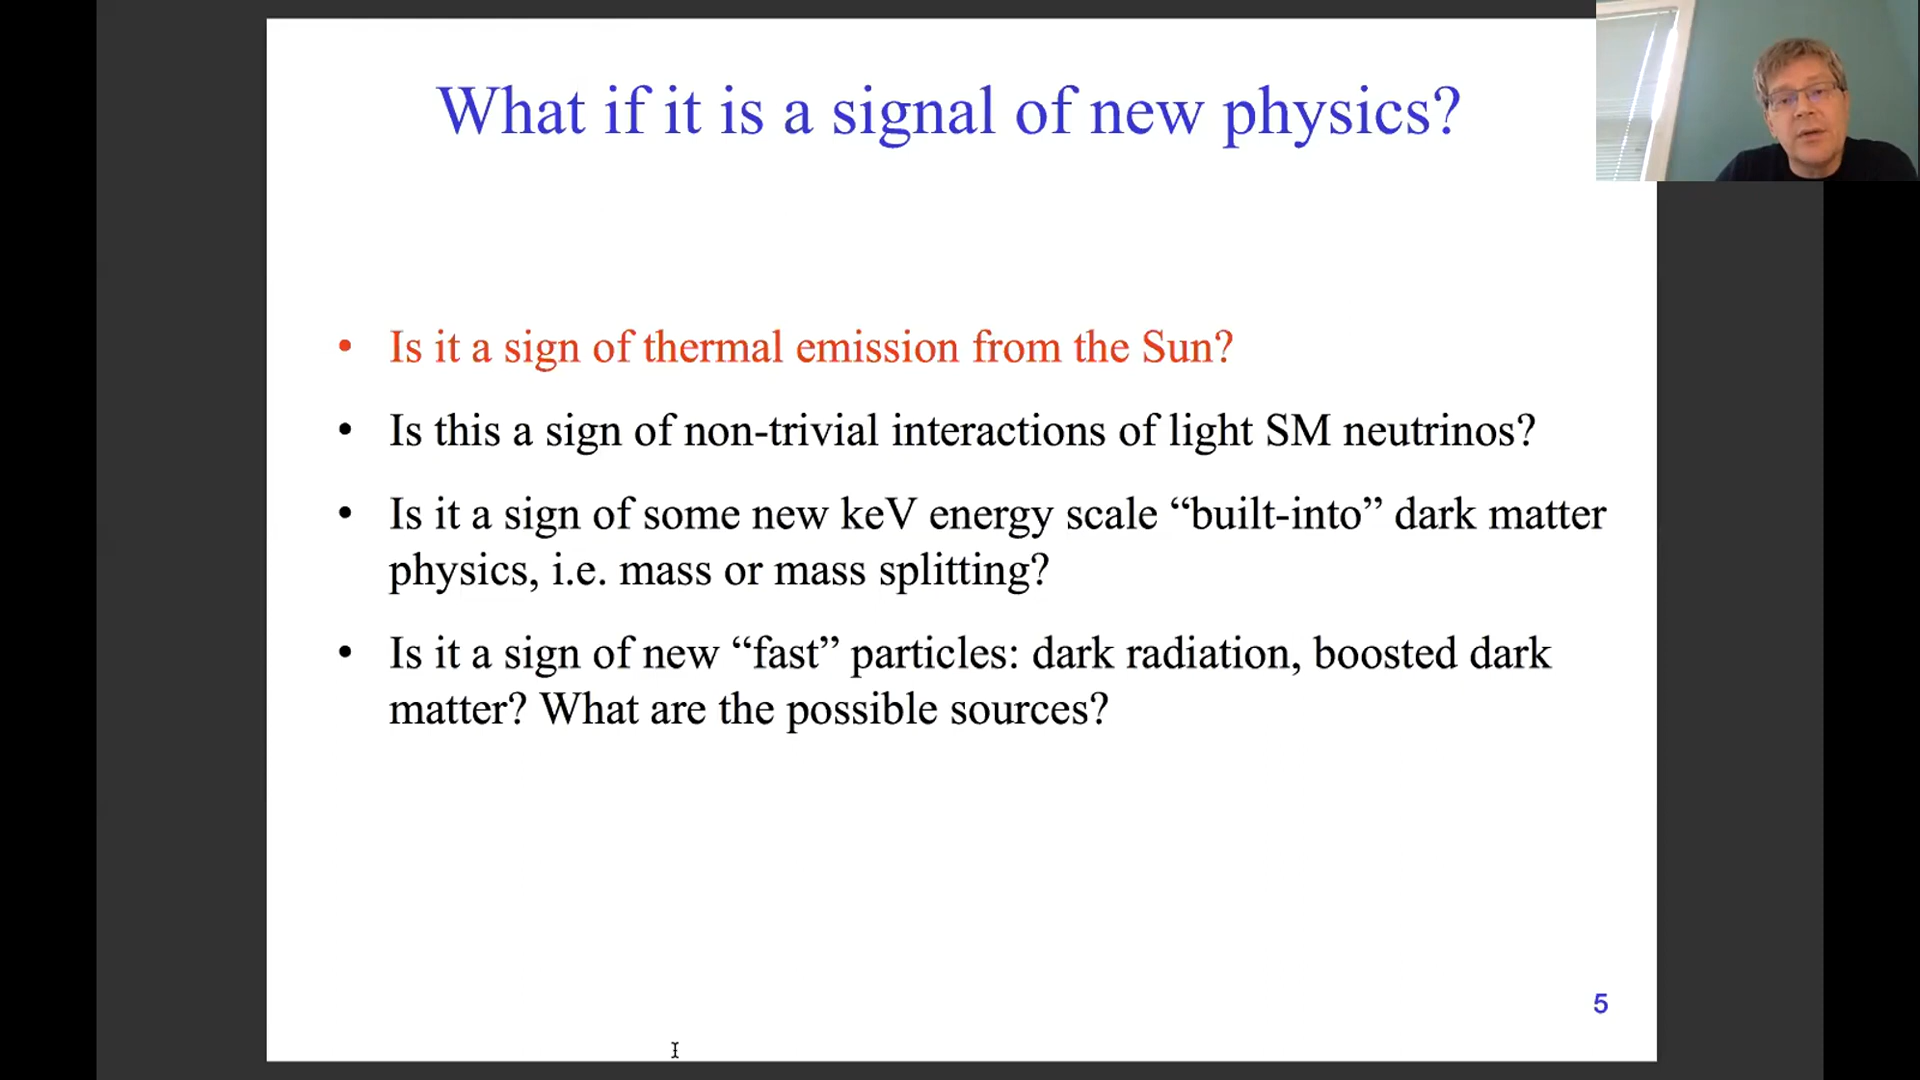 What if it is a signal of new physics?
• Is it a sign of thermal emission from the Sun?
• Is this a sign of non-trivial interactions of light SM neutrinos?
• Is it a sign of some new keV energy scale “built-into” dark matter
physics, i.e. mass or mass splitting?
• Is it a sign of new “fast” particles: dark radiation, boosted dark
matter? What are the possible sources?
5